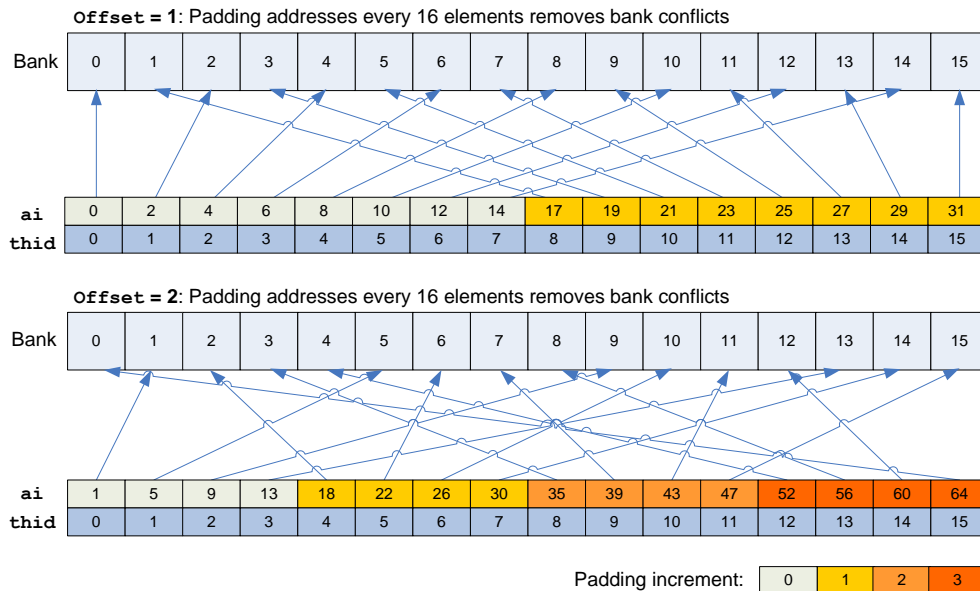 Offset = 1: Padding addresses every 16 elements removes bank conflicts
Bank 0 1 2 3 4 5 6 7 8 9 10 11 12 13 14 15
ai 0 2 4 6 8 10 12 14 17 19 21 23 25 27 29 31
thid 0 1 2 3 4 5 6 7 8 9 10 11 12 13 14 15
Offset = 2: Padding addresses every 16 elements removes bank conflicts
Bank 0 1 2 3 4 5 6 7 8 9 10 11 12 13 14 15
ai 1 5 9 13 18 22 26 30 35 39 43 47 52 56 60 64
thid 0 1 2 3 4 5 6 7 8 9 10 11 12 13 14 15
Padding increment: 0 1 2 3